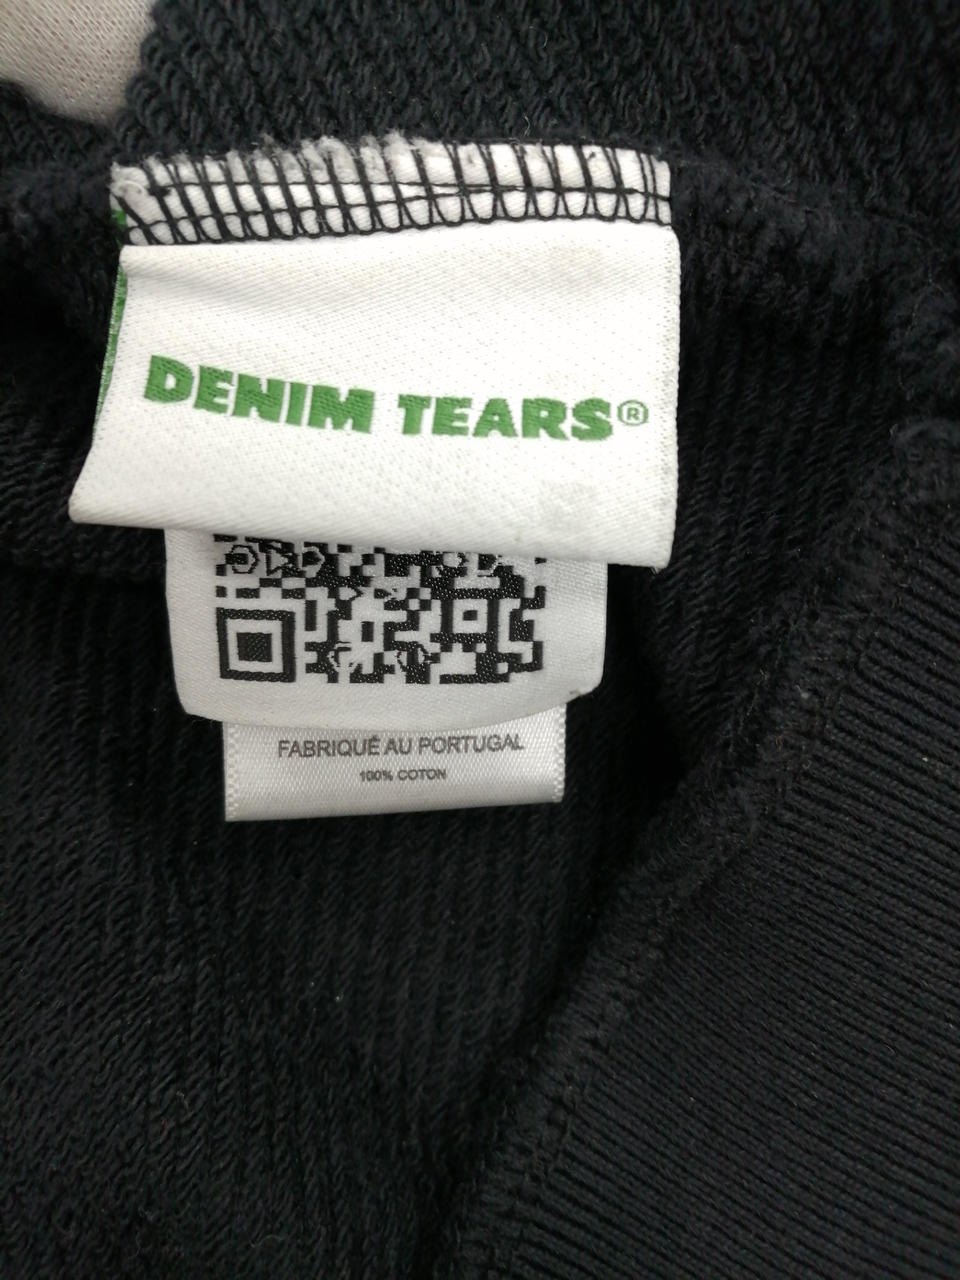 DENIM TEARS®
FABRIQUÉ AU PORTUGAL
100% COTON